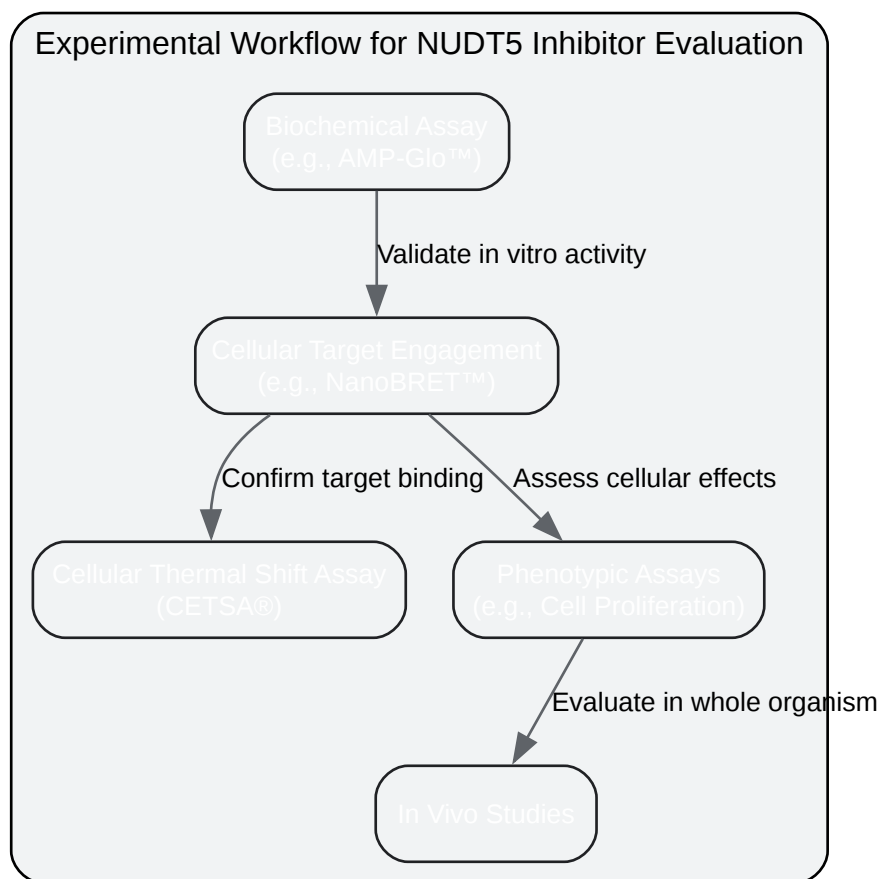 Experimental Workflow for NUDT5 Inhibitor Evaluation
Biochemical Assay
(e.g., AMP-Glo™)
Validate in vitro activity
Cellular Target Engagement
(e.g., NanoBRET™)
Confirm target binding
Assess cellular effects
Cellular Thermal Shift Assay
(CETSA®)
Phenotypic Assays
(e.g., Cell Proliferation)
Evaluate in whole organism
In Vivo Studies